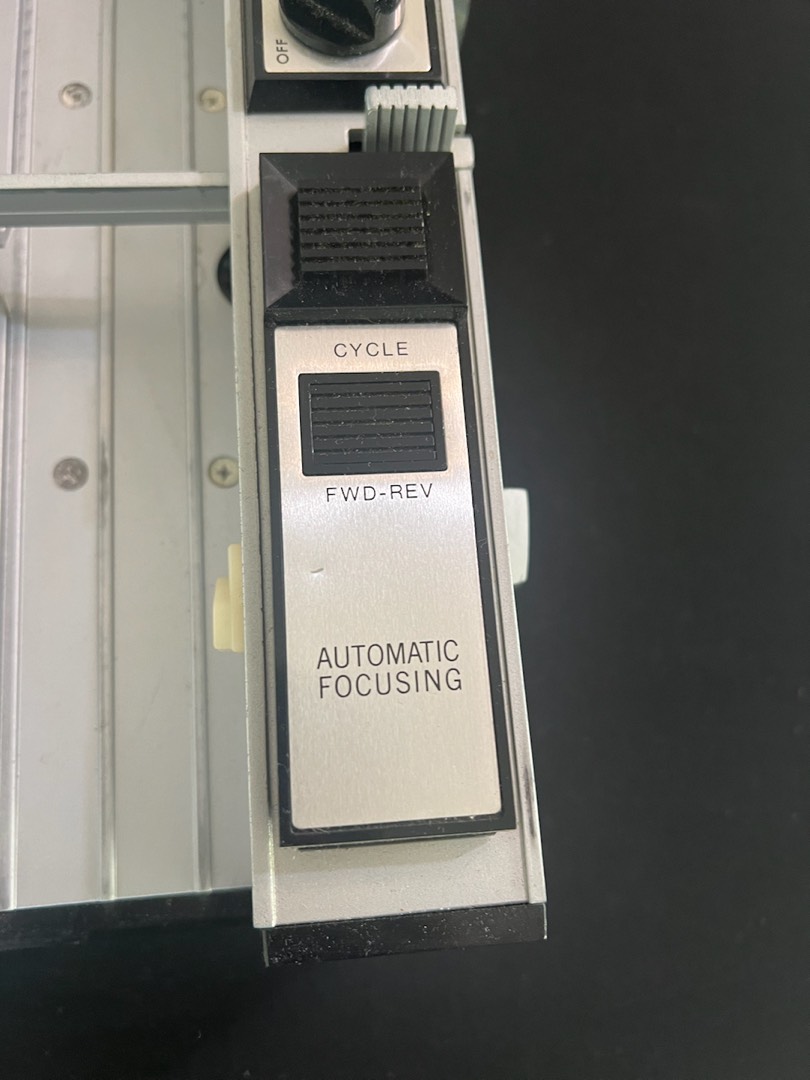 OFF
CYCLE
FWD-REV
AUTOMATIC
FOCUSING